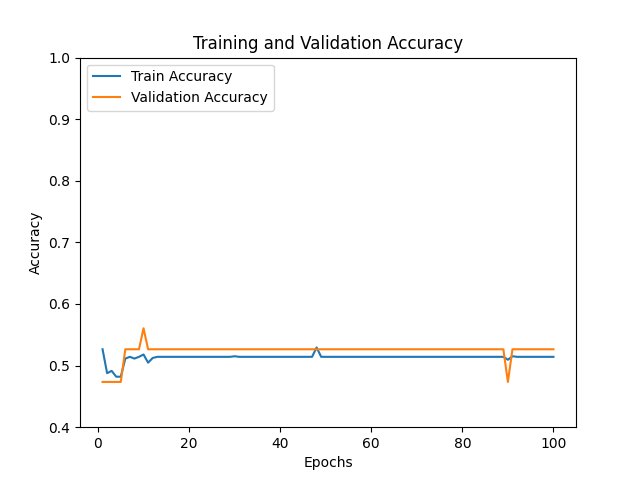 Training and Validation Accuracy
Train Accuracy
Validation Accuracy
1.0
0.9
0.8
0.7
0.6
0.5
0.4
Accuracy
0 20 40 60 80 100
Epochs